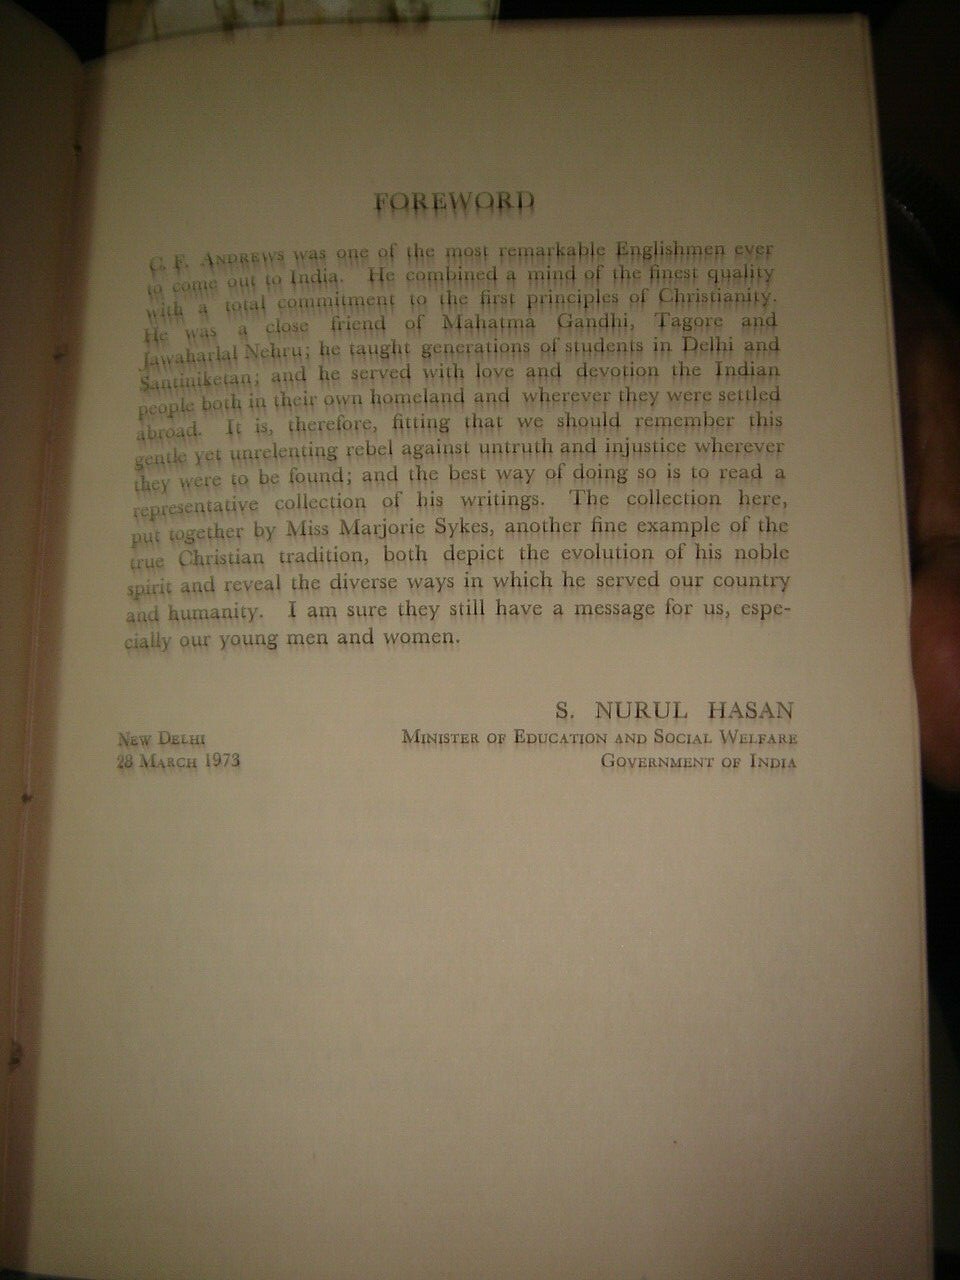 FOREWORD
C. F. ANDREWS was one of the most remarkable Englishmen ever
to come out to India. He combined a mind of the finest quality
with a total commitment to the first principles of Christianity.
He was a close friend of Mahatma Gandhi, Tagore and
Jawaharlal Nehru; he taught generations of students in Delhi and
Santiniketan; and he served with love and devotion the Indian
people both in their own homeland and wherever they were settled
abroad. It is, therefore, fitting that we should remember this
gentle yet unrelenting rebel against untruth and injustice wherever
they were to be found; and the best way of doing so is to read a
representative collection of his writings. The collection here,
put together by Miss Marjorie Sykes, another fine example of the
true Christian tradition, both depict the evolution of his noble
spirit and reveal the diverse ways in which he served our country
and humanity. I am sure they still have a message for us, espe-
cially our young men and women.
S. NURUL HASAN
NEW DELHI MINISTER OF EDUCATION AND SOCIAL WELFARE
28 MARCH 1973 GOVERNMENT OF INDIA